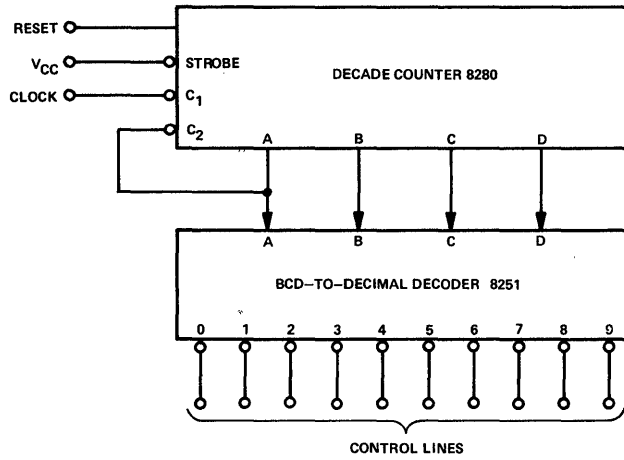 RESET
V_CC
STROBE
DECADE COUNTER 8280
CLOCK
C1
C2
A B C D
A B C D
BCD–TO–DECIMAL DECODER 8251
0 1 2 3 4 5 6 7 8 9
CONTROL LINES